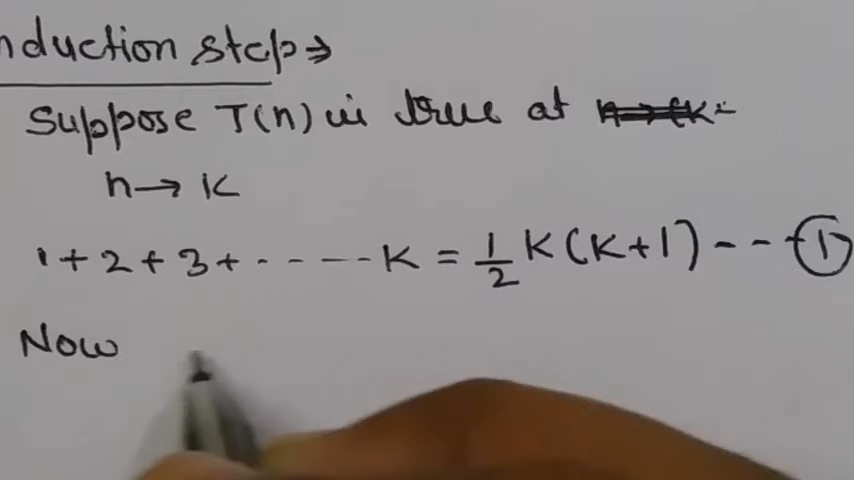 nduction step⇒
Suppose T(n) is true at n→(k-
n → K
1 + 2 + 3 + ----- K = 1/2 K(K+1) --- ①
Now